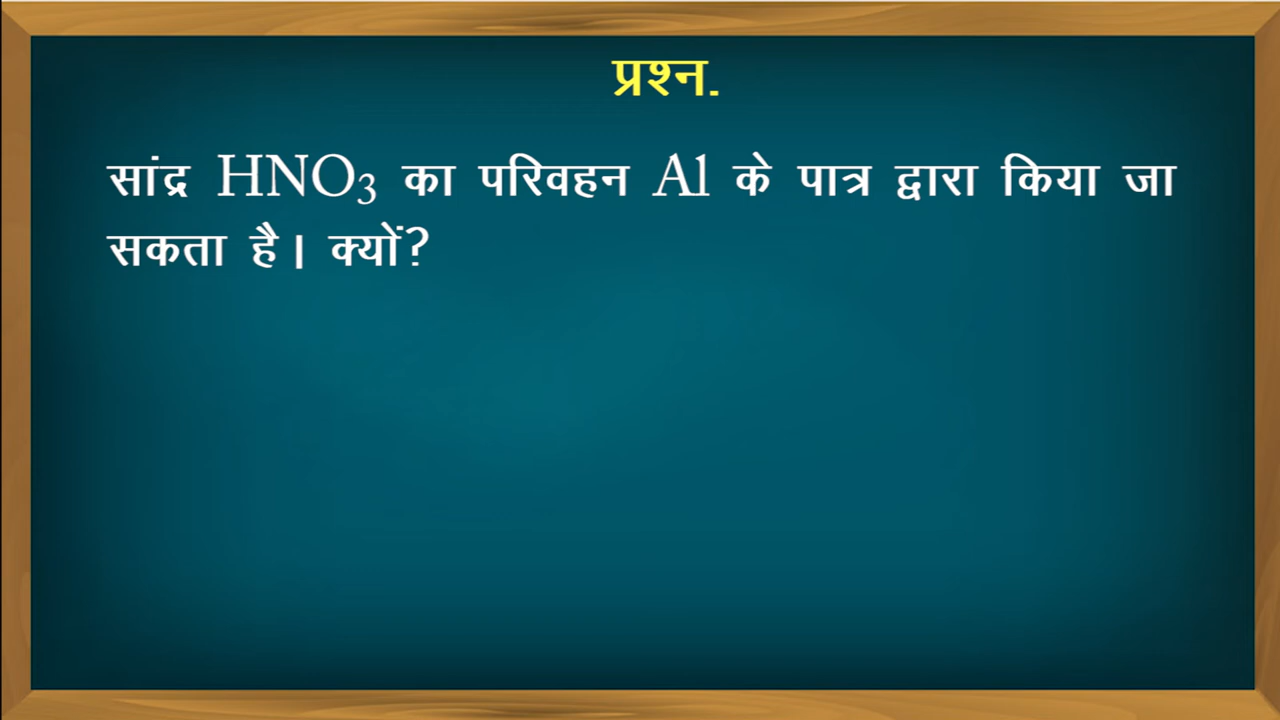 प्रश्न.
सांद्र HNO₃ का परिवहन Al के पात्र द्वारा किया जा
सकता है। क्यों?